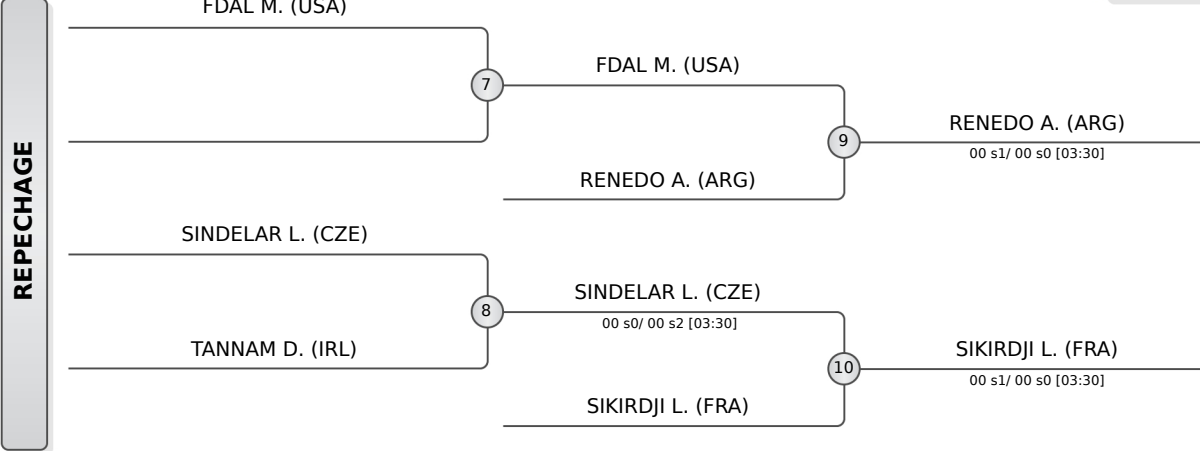 FDAL M. (USA)
7
FDAL M. (USA)
9
RENEDO A. (ARG)
00 s1/ 00 s0 [03:30]
RENEDO A. (ARG)
REPECHAGE
SINDELAR L. (CZE)
8
SINDELAR L. (CZE)
00 s0/ 00 s2 [03:30]
TANNAM D. (IRL)
10
SIKIRDJI L. (FRA)
00 s1/ 00 s0 [03:30]
SIKIRDJI L. (FRA)